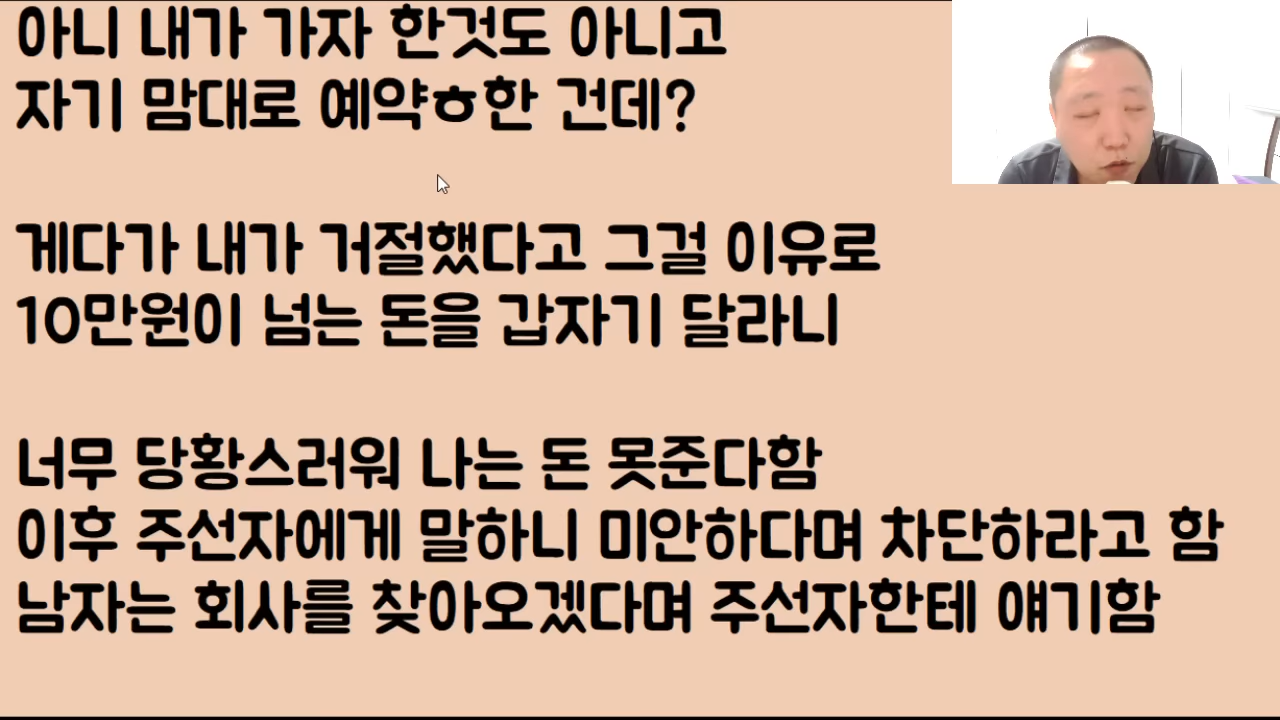 아니 내가 가자 한것도 아니고
자기 맘대로 예약ㅎ한 건데?
게다가 내가 거절했다고 그걸 이유로
10만원이 넘는 돈을 갑자기 달라니
너무 당황스러워 나는 돈 못준다함
이후 주선자에게 말하니 미안하다며 차단하라고 함
남자는 회사를 찾아오겠다며 주선자한테 얘기함